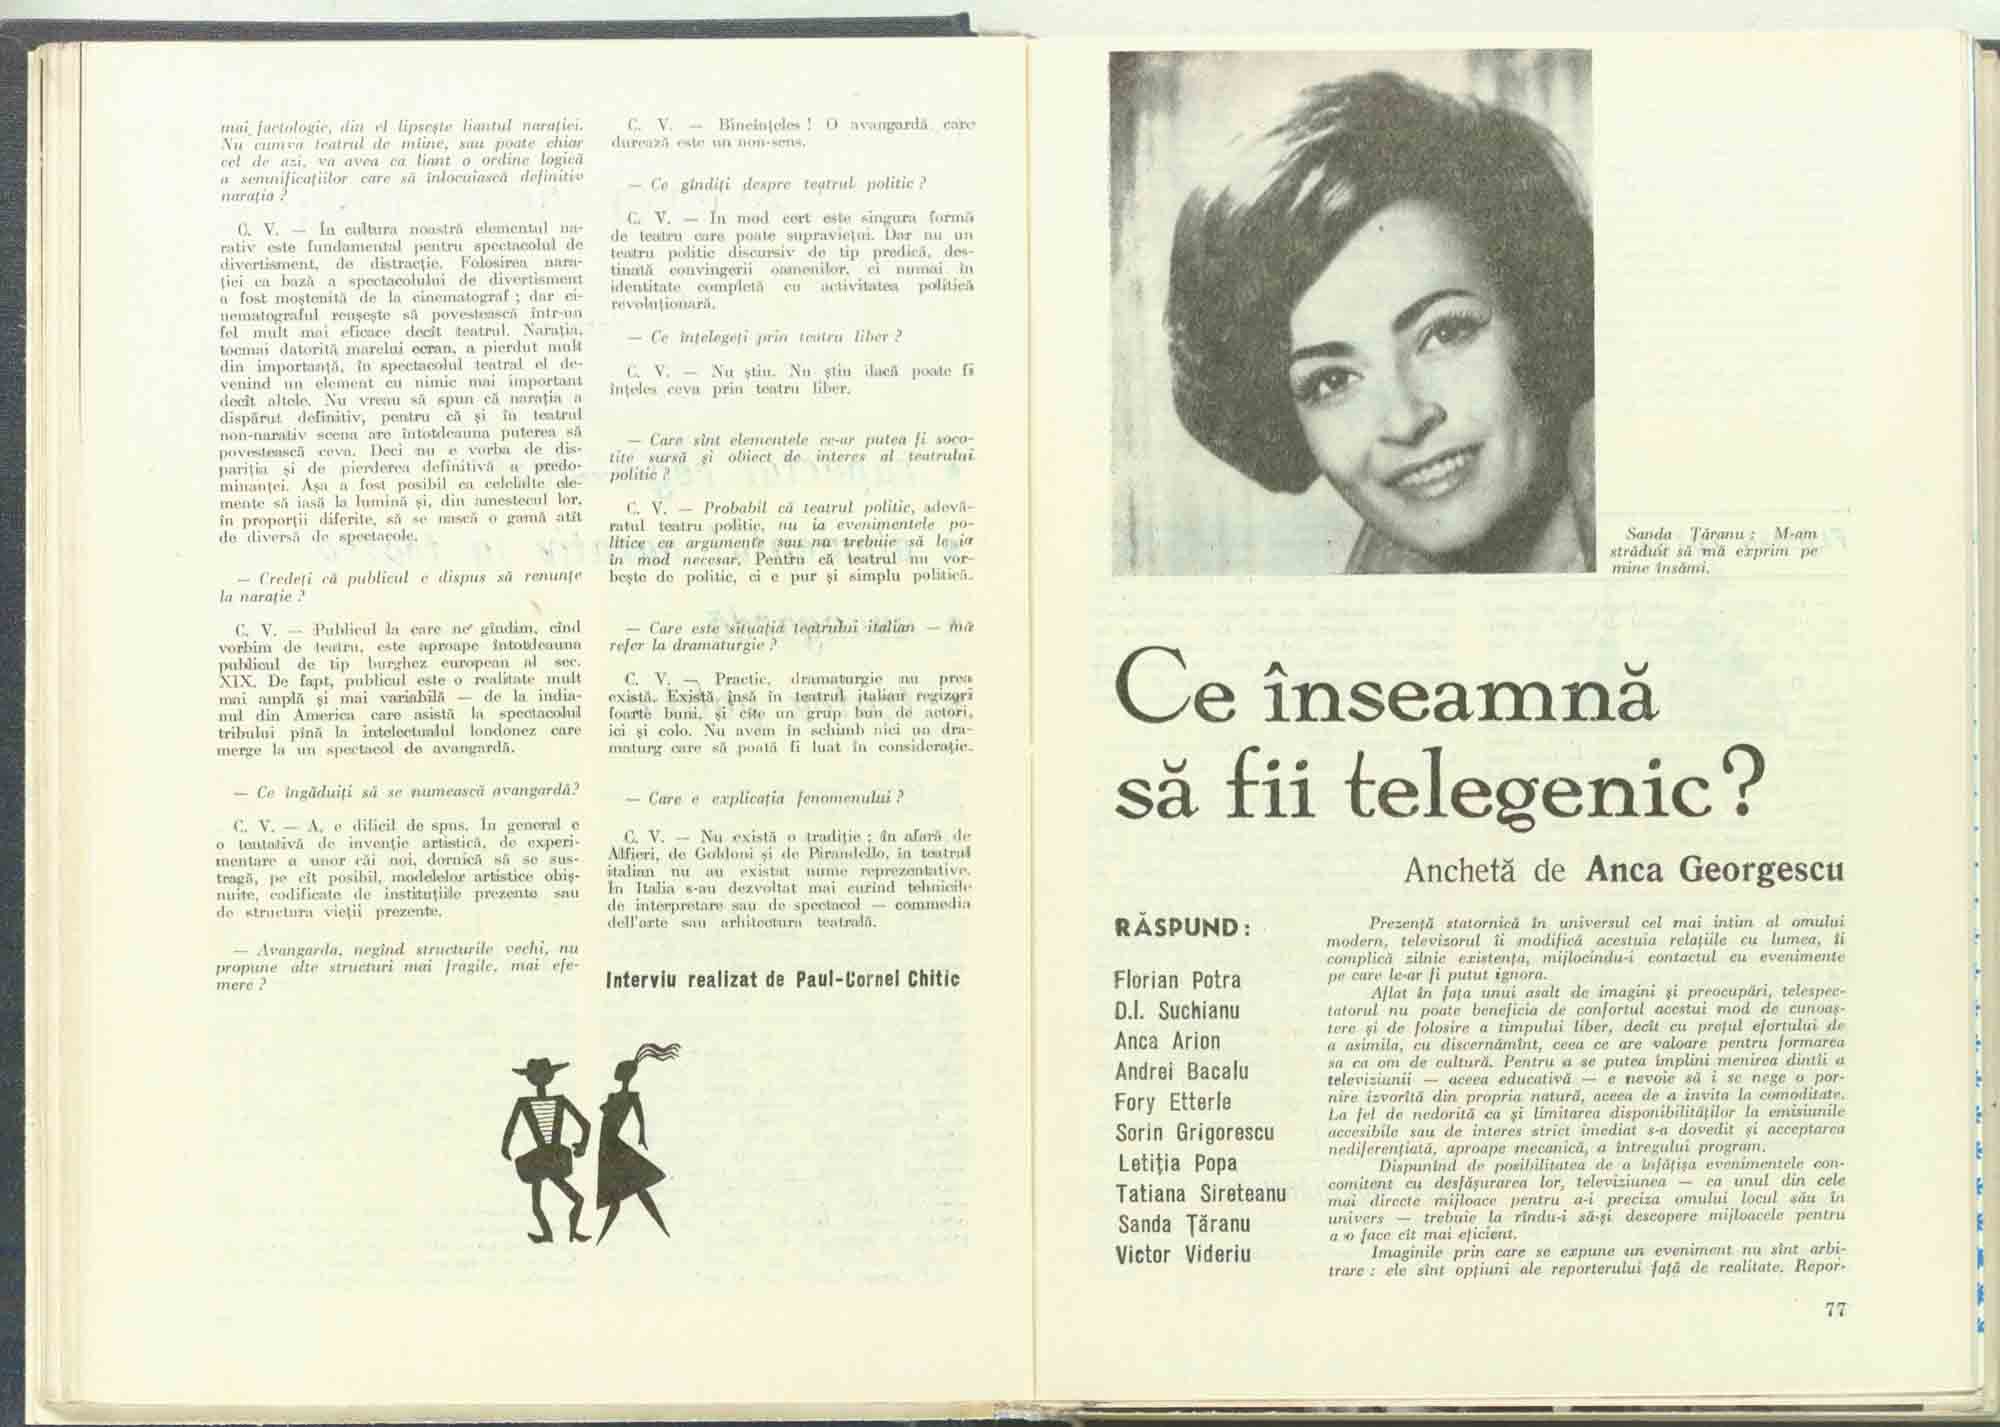 mai factologic, din el lipsește liantul narației.
Nu cumva teatrul de mîine, sau poate chiar
cel de azi, va avea ca liant o ordine logică
a semnificațiilor care să înlocuiască definitiv
narația ?
C. V. — În cultura noastră elementul na-
rativ este fundamental pentru spectacolul de
divertisment, de distracție. Folosirea nara-
ției ca bază a spectacolului de divertisment
a fost moștenită de la cinematograf ; dar ci-
nematograful reușește să povestească într-un
fel mult mai eficace decît teatrul. Narația,
tocmai datorită marelui ecran, a pierdut mult
din importanță, în spectacolul teatral el de-
venind un element cu nimic mai important
decît altele. Nu vreau să spun că narația a
dispărut definitiv, pentru că și în teatrul
non-narativ scena are întotdeauna puterea să
povestească ceva. Deci nu e vorba de dis-
pariția și de pierderea definitivă a predo-
minanței. Așa a fost posibil ca celelalte ele-
mente să iasă la lumină și, din amestecul lor,
în proporții diferite, să se nască o gamă atît
de diversă de spectacole.
— Credeți că publicul e dispus să renunțe
la narație ?
C. V. — Publicul la care ne gîndim, cînd
vorbim de teatru, este aproape întotdeauna
publicul de tip burghez european al sec.
XIX. De fapt, publicul este o realitate mult
mai amplă și mai variabilă — de la india-
nul din America care asistă la spectacolul
tribului pînă la intelectualul londonez care
merge la un spectacol de avangardă.
— Ce îngăduiți să se numească avangardă?
C. V. — A, e dificil de spus. În general e
o tentativă de invenție artistică, de experi-
mentare a unor căi noi, dornică să se sus-
tragă, pe cît posibil, modelelor artistice obiș-
nuite, codificate de instituțiile prezente sau
de structura vieții prezente.
— Avangarda, negînd structurile vechi, nu
propune alte structuri mai fragile, mai efe-
mere ?
C. V. — Bineînțeles ! O avangardă care
durează este un non-sens.
— Ce gîndiți despre teatrul politic ?
C. V. — În mod cert este singura formă
de teatru care poate supraviețui. Dar nu un
teatru politic discursiv de tip predică, des-
tinată convingerii oamenilor, ci numai în
identitate completă cu activitatea politică
revoluționară.
— Ce înțelegeți prin teatru liber ?
C. V. — Nu știu. Nu știu dacă poate fi
înțeles ceva prin teatru liber.
— Care sînt elementele ce-ar putea fi soco-
tite sursă și obiect de interes al teatrului
politic ?
C. V. — Probabil că teatrul politic, adevă-
ratul teatru politic, nu ia evenimentele po-
litice ca argumente sau nu trebuie să le ia
în mod necesar. Pentru că teatrul nu vor-
bește de politic, ci e pur și simplu politică.
— Care este situația teatrului italian — mă
refer la dramaturgie ?
C. V. — Practic, dramaturgie nu prea
există. Există însă în teatrul italian regizori
foarte buni, și cîte un grup bun de actori,
ici și colo. Nu avem în schimb nici un dra-
maturg care să poată fi luat în considerație.
— Care e explicația fenomenului ?
C. V. — Nu există o tradiție ; în afară de
Alfieri, de Goldoni și de Pirandello, în teatrul
italian nu au existat nume reprezentative.
În Italia s-au dezvoltat mai curînd tehnicile
de interpretare sau de spectacol — commedia
dell'arte sau arhitectura teatrală.
Interviu realizat de Paul-Cornel Chitic
Sanda Țăranu : M-am
străduit să mă exprim pe
mine însămi.
Ce înseamnă
să fii telegenic?
Anchetă de Anca Georgescu
RĂSPUND:
Florian Potra
D.I. Suchianu
Anca Arion
Andrei Bacalu
Fory Etterle
Sorin Grigorescu
Letiția Popa
Tatiana Sireteanu
Sanda Țăranu
Victor Videriu
Prezență statornică în universul cel mai intim al omului
modern, televizorul îi modifică acestuia relațiile cu lumea, îi
complică zilnic existența, mijlocindu-i contactul cu evenimente
pe care le-ar fi putut ignora.
Aflat în fața unui asalt de imagini și preocupări, telespec-
tatorul nu poate beneficia de confortul acestui mod de cunoaș-
tere și de folosire a timpului liber, decît cu prețul efortului de
a asimila, cu discernămînt, ceea ce are valoare pentru formarea
sa ca om de cultură. Pentru a se putea împlini menirea dintîi a
televiziunii — aceea educativă — e nevoie să i se nege o por-
nire izvorîtă din propria natură, aceea de a invita la comoditate.
La fel de nedorită ca și limitarea disponibilităților la emisiunile
accesibile sau de interes strict imediat s-a dovedit și acceptarea
nediferențiată, aproape mecanică, a întregului program.
Dispunînd de posibilitatea de a înfățișa evenimentele con-
comitent cu desfășurarea lor, televiziunea — ca unul din cele
mai directe mijloace pentru a-i preciza omului locul său în
univers — trebuie la rîndu-i să-și descopere mijloacele pentru
a o face cît mai eficient.
Imaginile prin care se expune un eveniment nu sînt arbi-
trare : ele sînt opțiuni ale reporterului față de realitate. Repor-
77